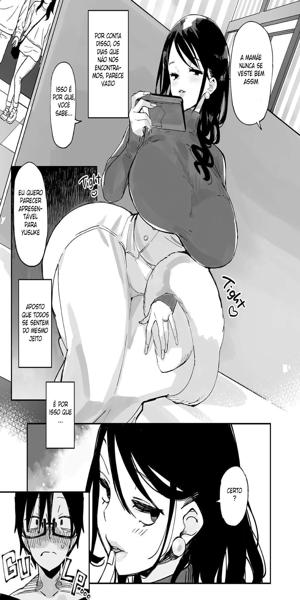 POR CONTA
DISSO, OS DIAS
QUE NOS
ENCONTRA-
MOS, PARECE
VAZIO
A MAMÃE
NUNCA SE
VESTE BEM
ASSIM.
ISSO É
POR QUE,
VOCÊ
SABE...
Tight
EU QUERO
PARECER
APRESEN-
TÁVEL
PARA
YUSUKE
Tight
APOSTO
QUE TODOS
SE SENTEM
DO MESMO
JEITO
É POR
ISSO QUE
...
CERTO
?
GULP...